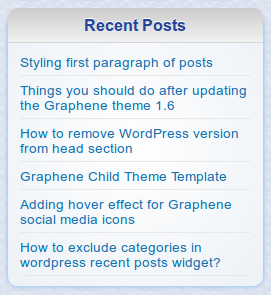 Recent Posts
Styling first paragraph of posts
Things you should do after updating
the Graphene theme 1.6
How to remove WordPress version
from head section
Graphene Child Theme Template
Adding hover effect for Graphene
social media icons
How to exclude categories in
wordpress recent posts widget?